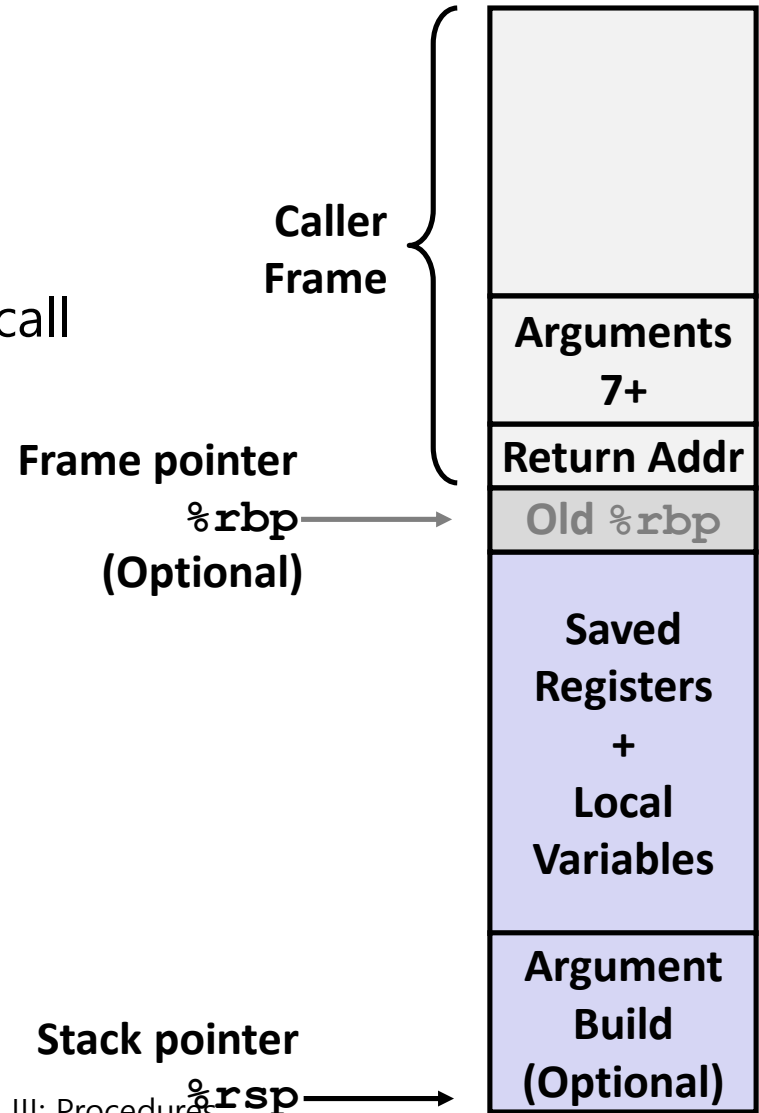 Caller
Frame
call
Arguments
7+
Frame pointer
%rbp
(Optional)
Return Addr
Old %rbp
Saved
Registers
+
Local
Variables
Argument
Build
(Optional)
Stack pointer
%rsp
III: Procedures